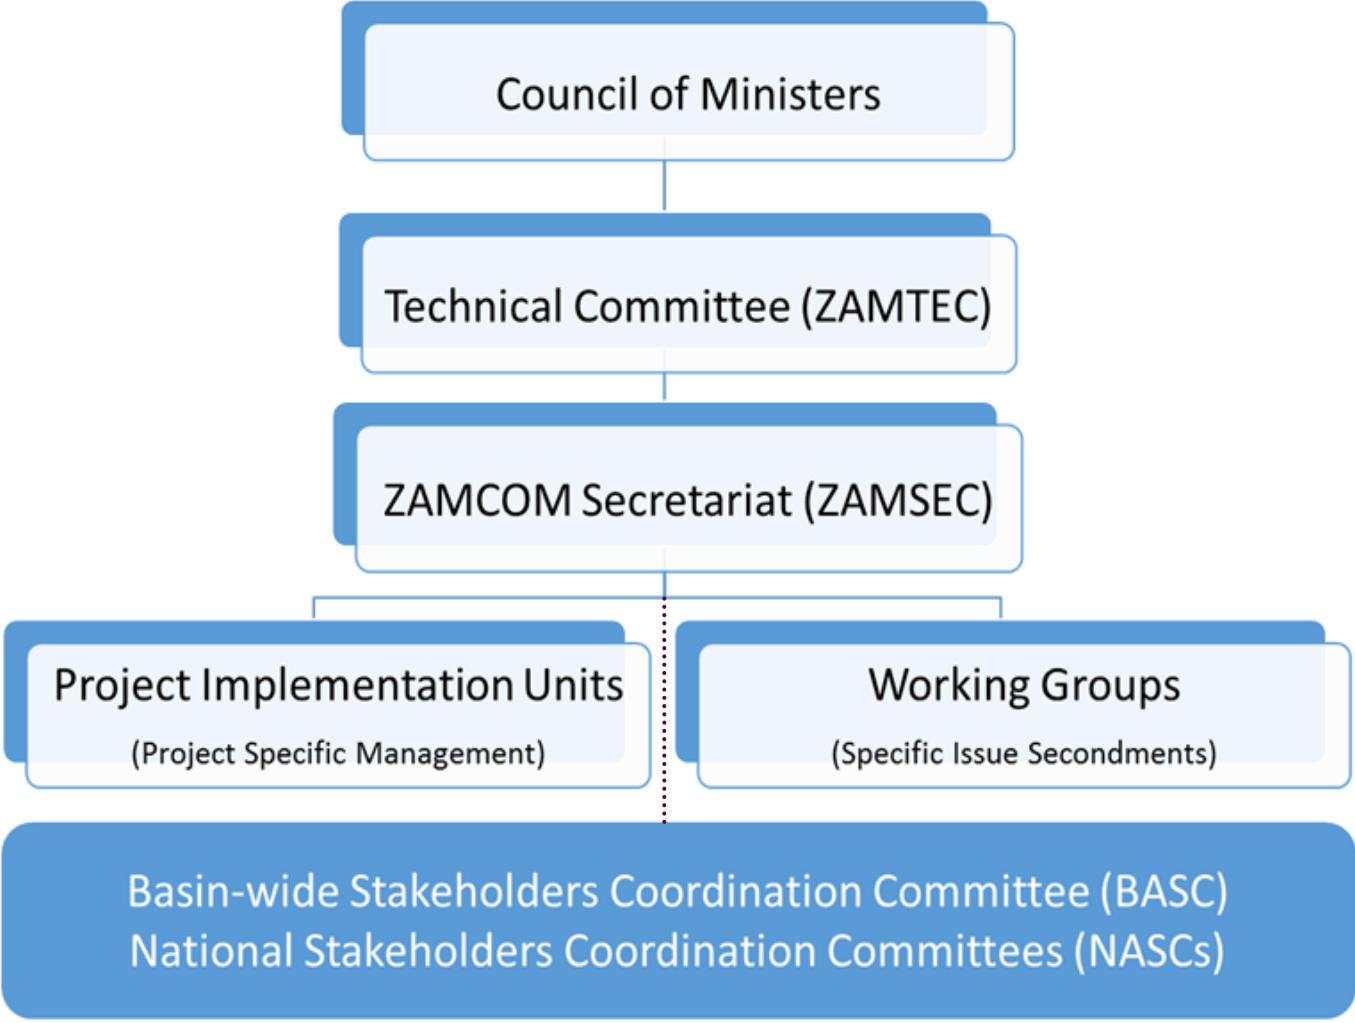 Council of Ministers
Technical Committee (ZAMTEC)
ZAMCOM Secretariat (ZAMSEC)
Project Implementation Units
(Project Specific Management)
Working Groups
(Specific Issue Secondments)
Basin-wide Stakeholders Coordination Committee (BASC)
National Stakeholders Coordination Committees (NASCs)